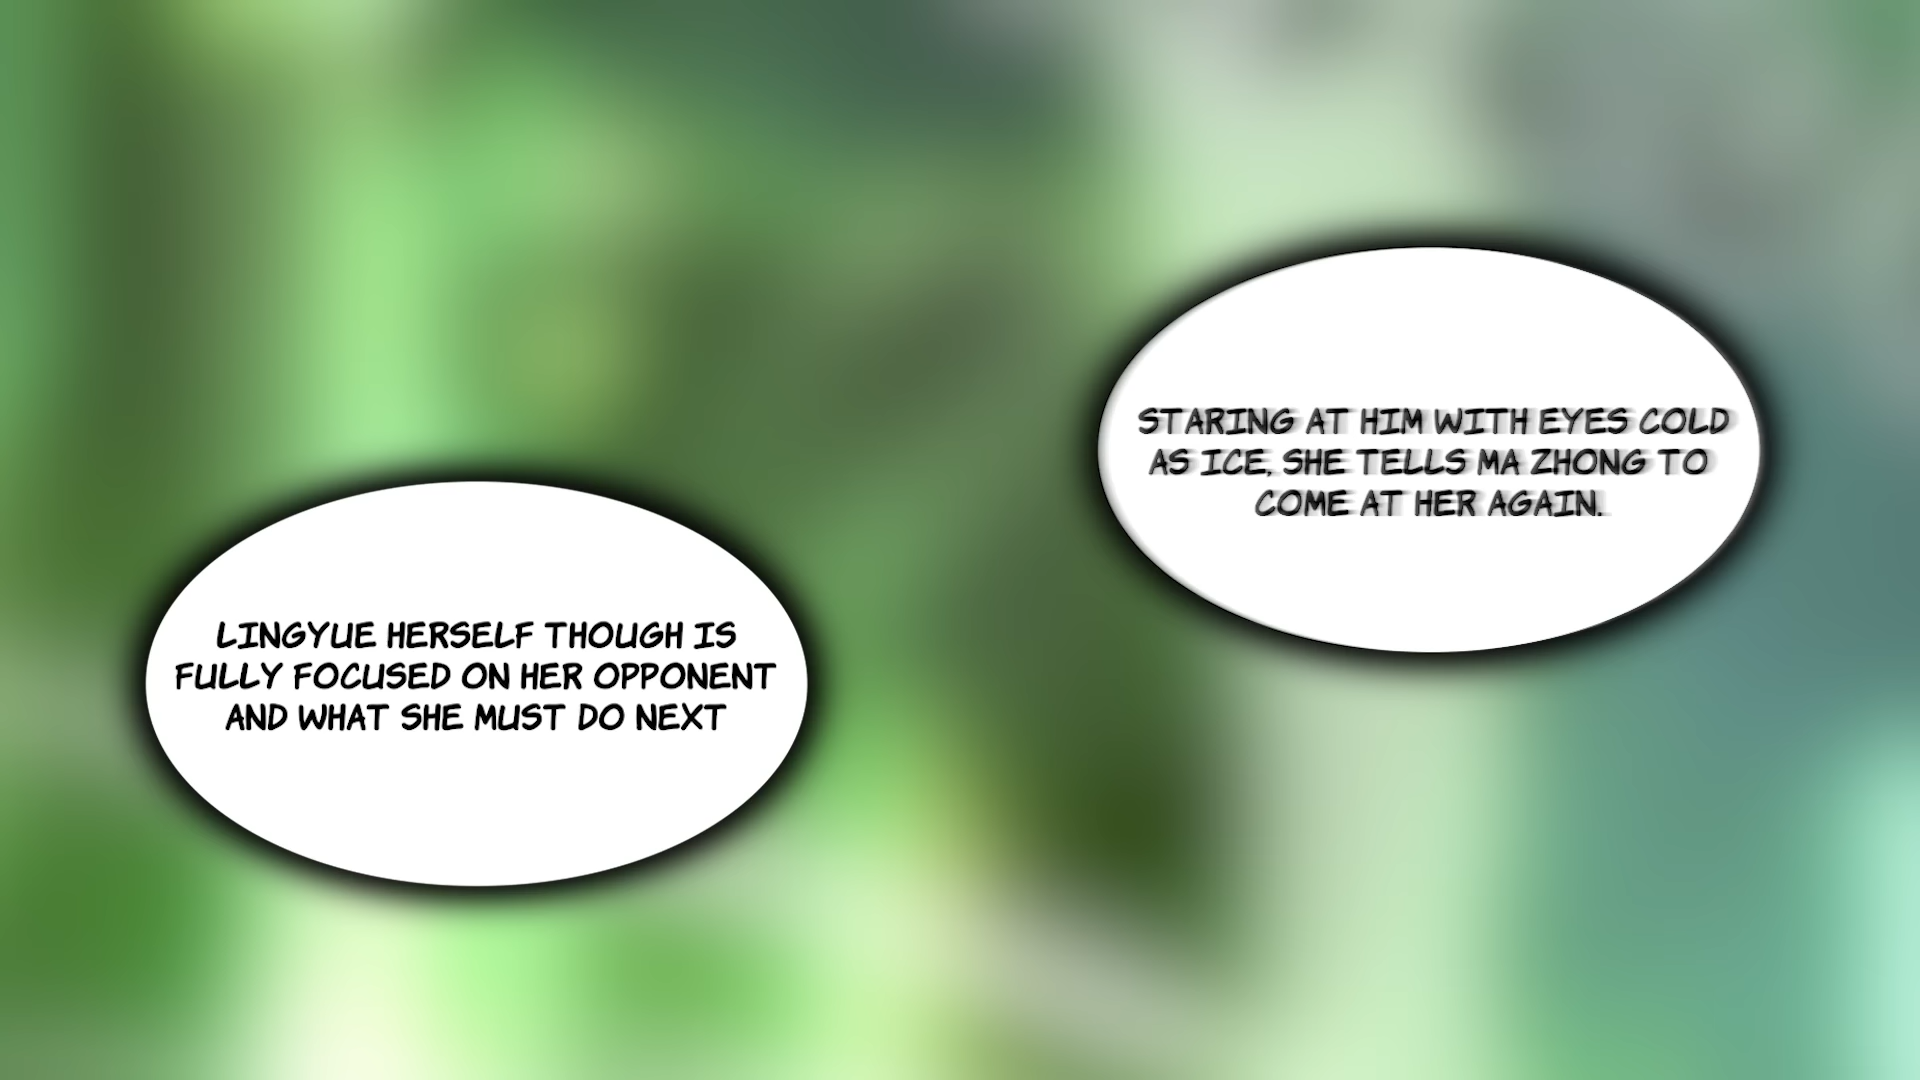 LINGYUE HERSELF THOUGH IS
FULLY FOCUSED ON HER OPPONENT
AND WHAT SHE MUST DO NEXT
STARING AT HIM WITH EYES COLD
AS ICE, SHE TELLS MA ZHONG TO
COME AT HER AGAIN.